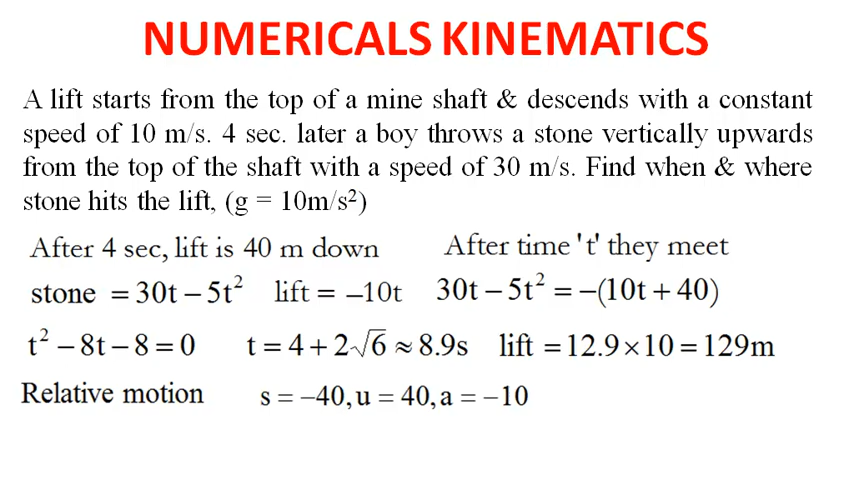 NUMERICALS KINEMATICS
A lift starts from the top of a mine shaft & descends with a constant
speed of 10 m/s. 4 sec. later a boy throws a stone vertically upwards
from the top of the shaft with a speed of 30 m/s. Find when & where
stone hits the lift, (g = 10m/s²)
After 4 sec, lift is 40 m down After time 't' they meet
stone = 30t − 5t² lift = −10t 30t − 5t² = −(10t + 40)
t² − 8t − 8 = 0 t = 4 + 2√6 ≈ 8.9s lift = 12.9 × 10 = 129m
Relative motion s = −40, u = 40, a = −10